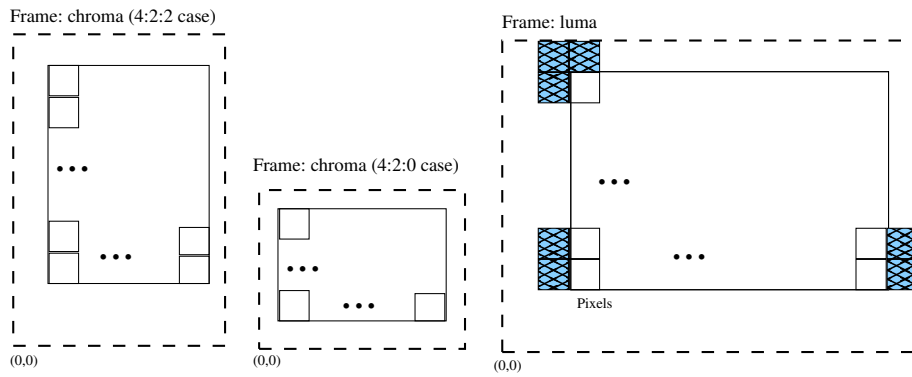 Frame: chroma (4:2:2 case)
Frame: luma
Frame: chroma (4:2:0 case)
Pixels
(0,0)
(0,0)
(0,0)